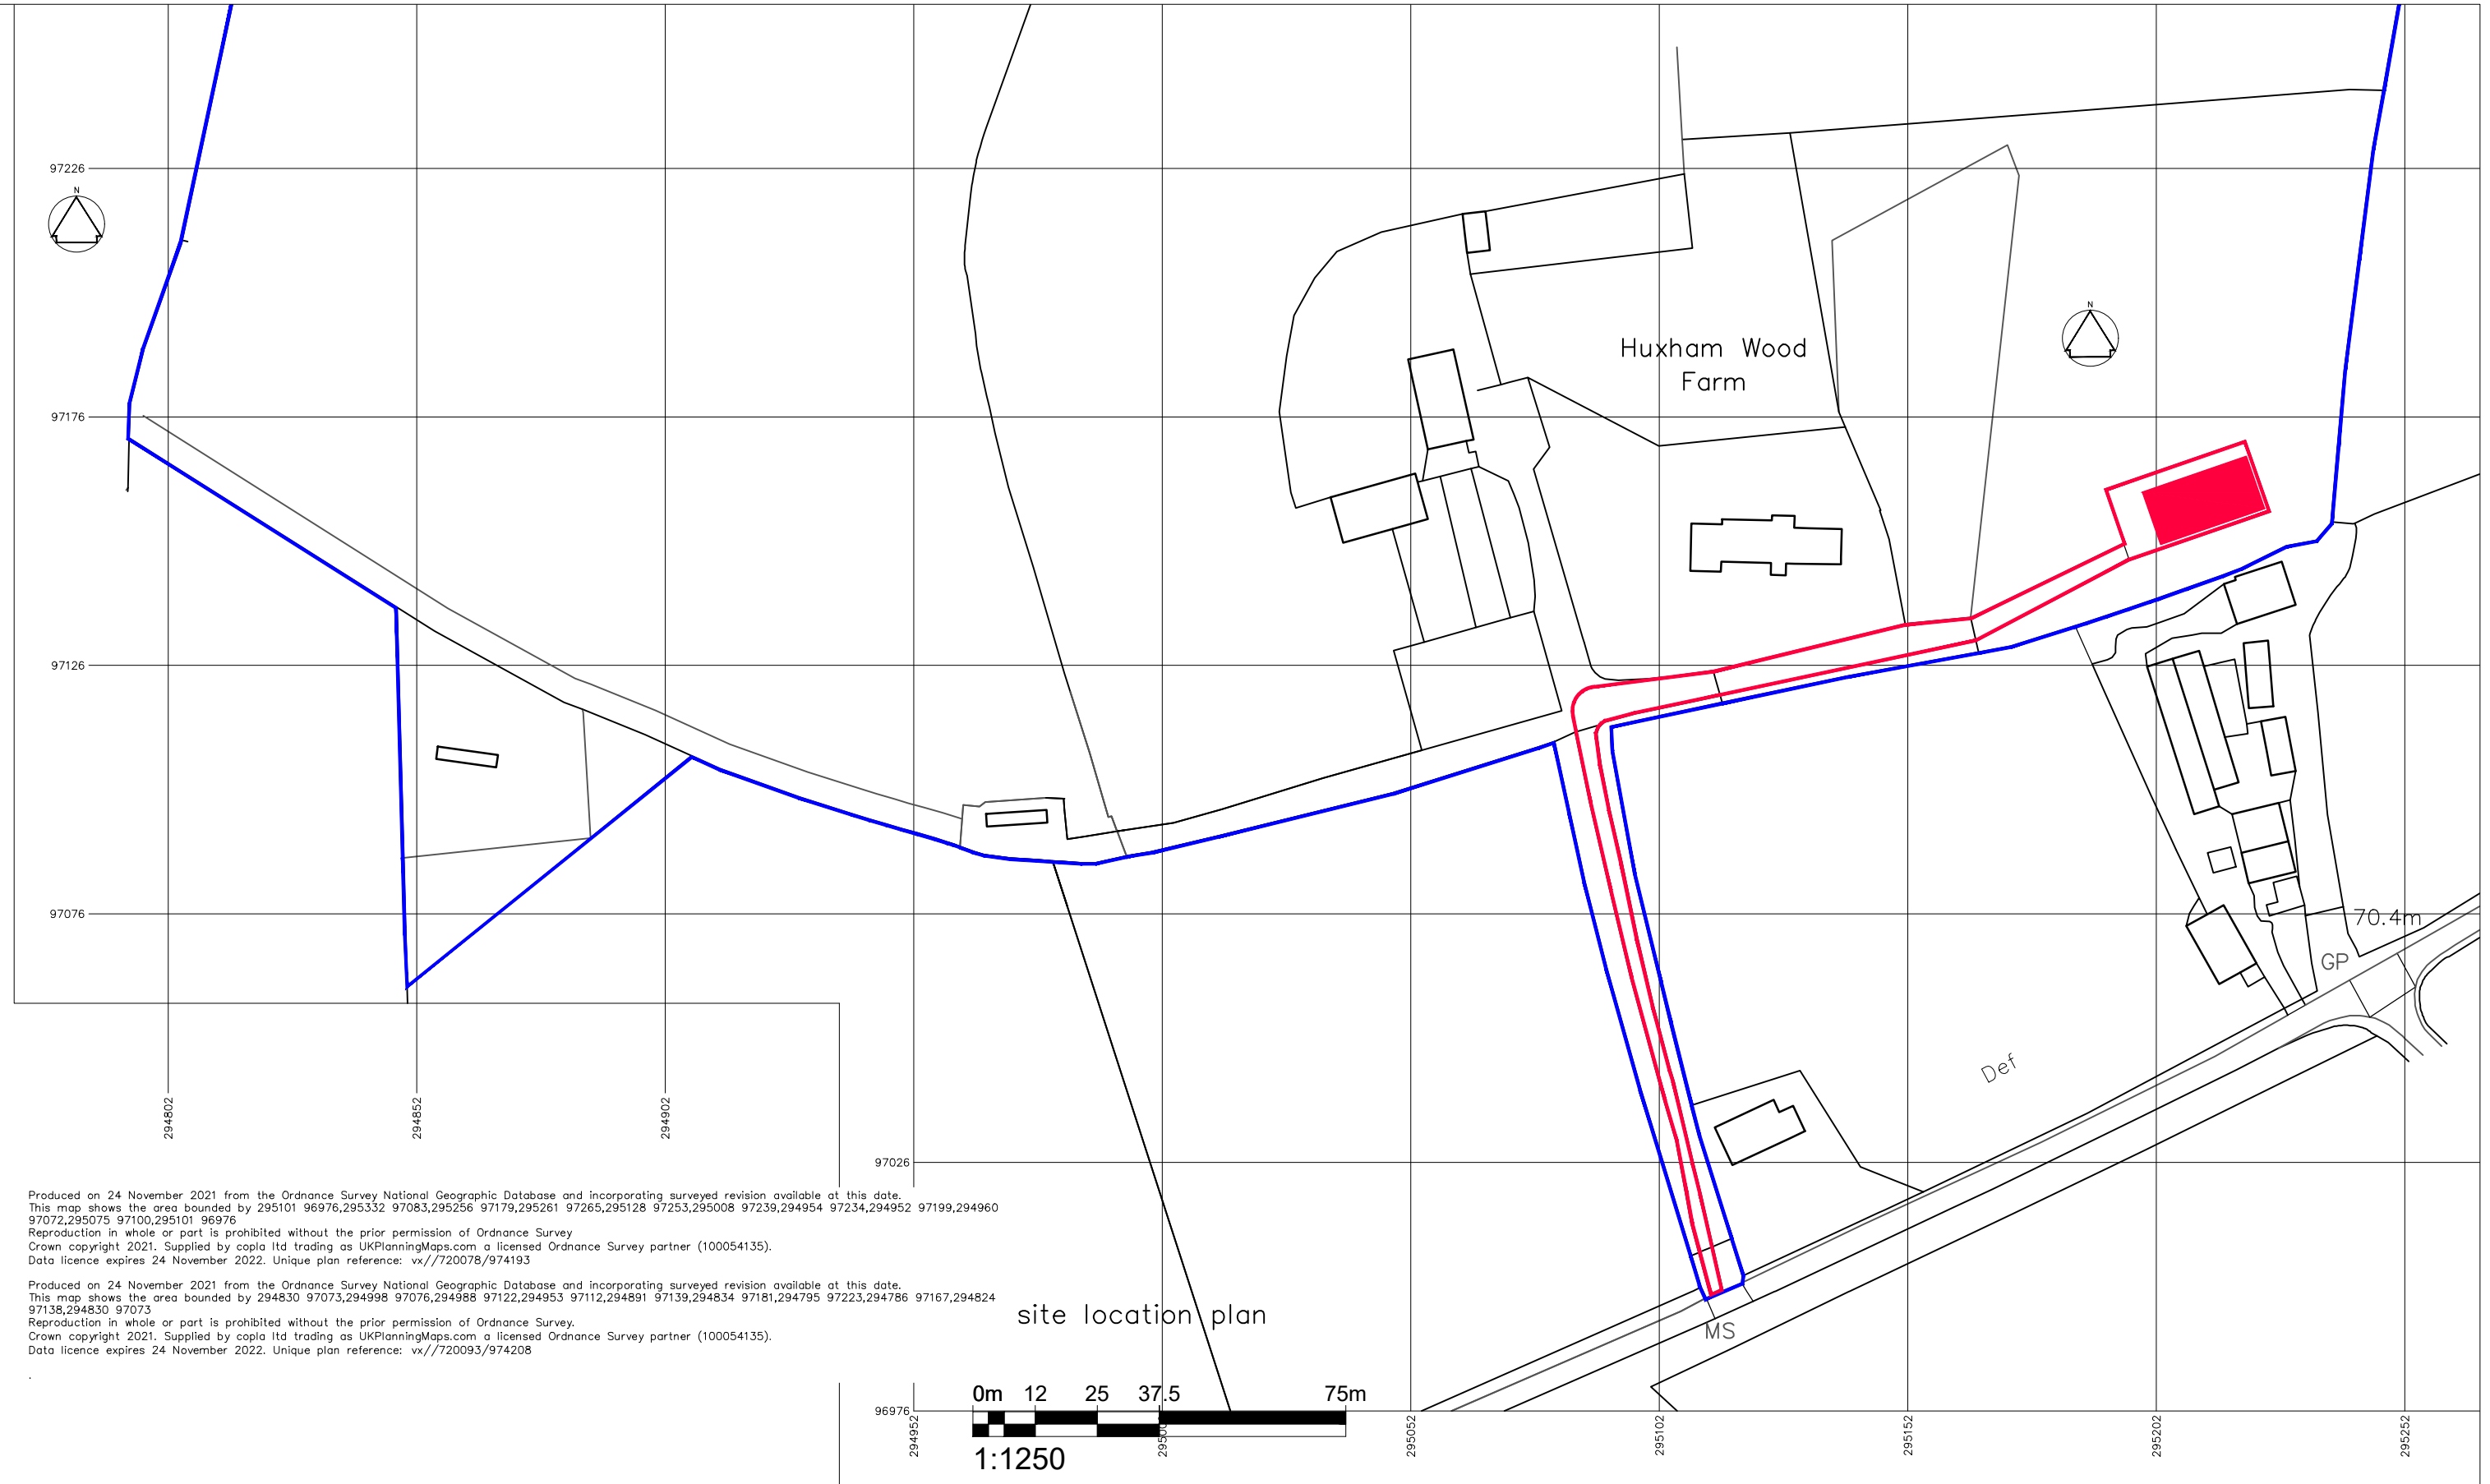 97226
N
N
Huxham Wood
Farm
97176
97126
97076
70.4m
GP
Def
294802
294852
294902
97026
Produced on 24 November 2021 from the Ordnance Survey National Geographic Database and incorporating surveyed revision available at this date.
This map shows the area bounded by 295101 96976,295332 97083,295256 97179,295261 97265,295128 97253,295008 97239,294954 97234,294952 97199,294960
97072,295075 97100,295101 96976
Reproduction in whole or part is prohibited without the prior permission of Ordnance Survey
Crown copyright 2021. Supplied by copla ltd trading as UKPlanningMaps.com a licensed Ordnance Survey partner (100054135).
Data licence expires 24 November 2022. Unique plan reference: vx//720078/974193
Produced on 24 November 2021 from the Ordnance Survey National Geographic Database and incorporating surveyed revision available at this date.
This map shows the area bounded by 294830 97073,294998 97076,294988 97122,294953 97112,294891 97139,294834 97181,294795 97223,294786 97167,294824
97138,294830 97073
Reproduction in whole or part is prohibited without the prior permission of Ordnance Survey.
Crown copyright 2021. Supplied by copla ltd trading as UKPlanningMaps.com a licensed Ordnance Survey partner (100054135).
Data licence expires 24 November 2022. Unique plan reference: vx//720093/974208
.
site location plan
MS
0m 12 25 37.5 75m
96976
1:1250
294952
295052
295102
295152
295202
295252